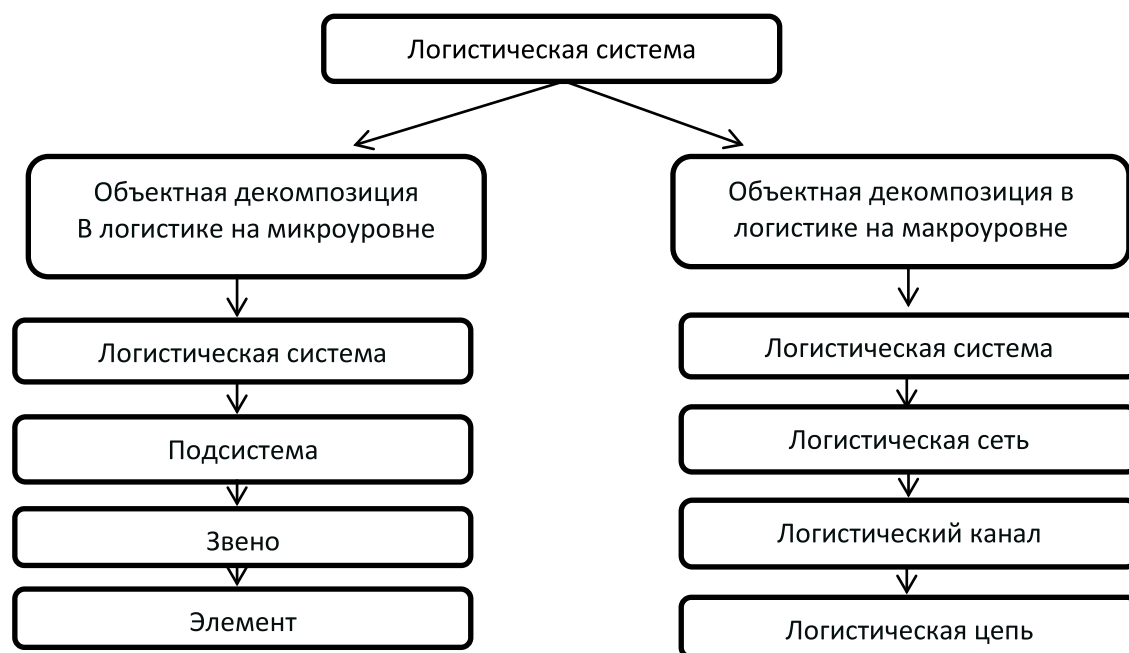 Логистическая система
Объектная декомпозиция
В логистике на микроуровне
Логистическая система
Подсистема
Звено
Элемент
Объектная декомпозиция в
логистике на макроуровне
Логистическая система
Логистическая сеть
Логистический канал
Логистическая цепь